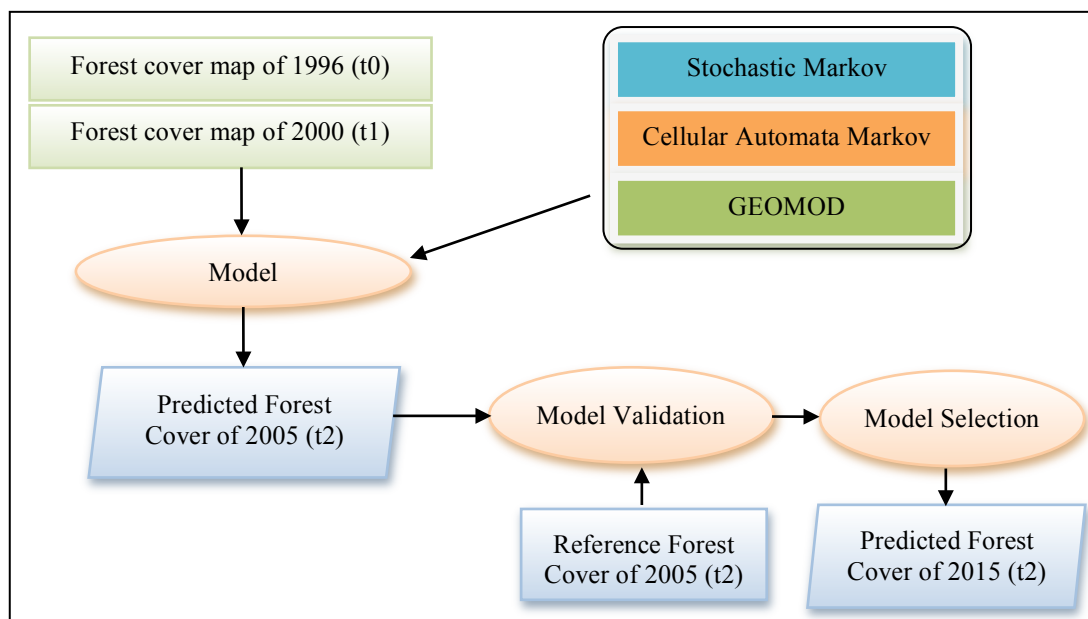 Forest cover map of 1996 (t0)
Forest cover map of 2000 (t1)
Stochastic Markov
Cellular Automata Markov
GEOMOD
Model
Predicted Forest
Cover of 2005 (t2)
Model Validation
Model Selection
Reference Forest
Cover of 2005 (t2)
Predicted Forest
Cover of 2015 (t2)